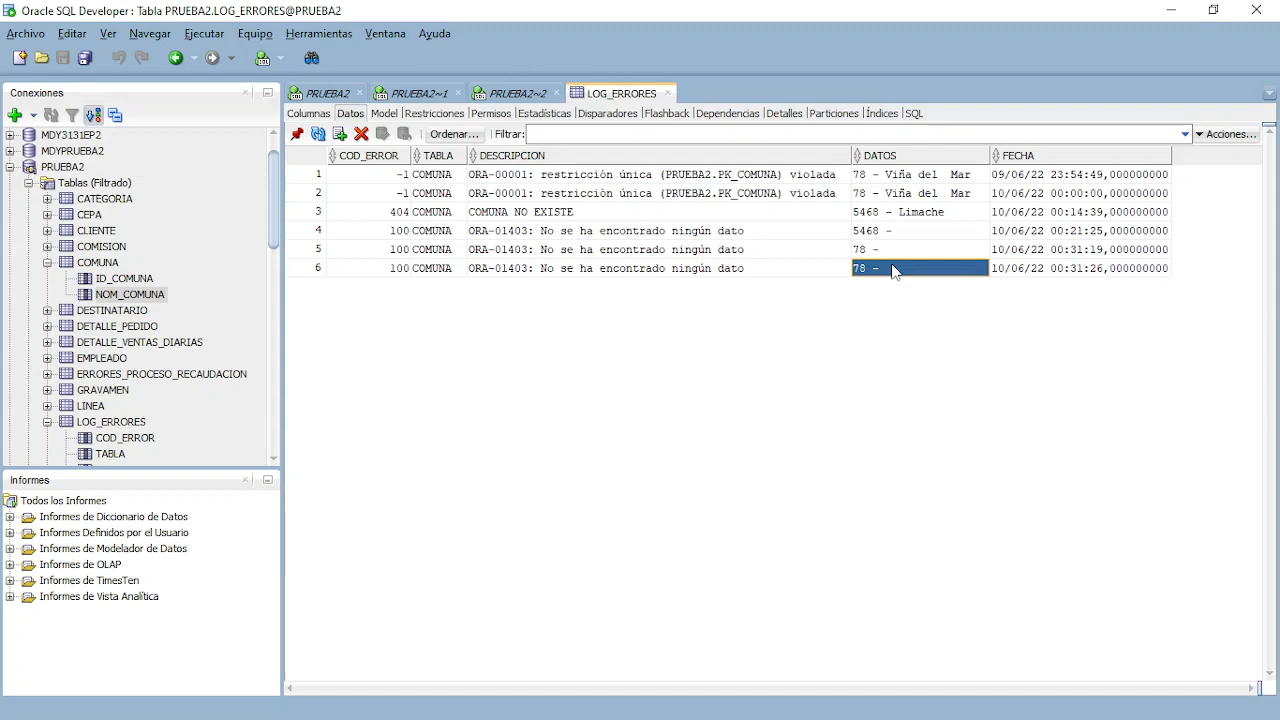 Oracle SQL Developer : Tabla PRUEBA2.LOG_ERRORES@PRUEBA2
Archivo Editar Ver Navegar Ejecutar Equipo Herramientas Ventana Ayuda
Conexiones
MDY3131EP2
MDYPRUEBA2
PRUEBA2
Tablas (Filtrado)
CATEGORIA
CEPA
CLIENTE
COMISION
COMUNA
ID_COMUNA
NOM_COMUNA
DESTINATARIO
DETALLE_PEDIDO
DETALLE_VENTAS_DIARIAS
EMPLEADO
ERRORES_PROCESO_RECAUDACION
GRAVAMEN
LINEA
LOG_ERRORES
COD_ERROR
TABLA
Informes
Todos los Informes
Informes de Diccionario de Datos
Informes Definidos por el Usuario
Informes de Modelador de Datos
Informes de OLAP
Informes de TimesTen
Informes de Vista Analítica
PRUEBA2 PRUEBA2~1 PRUEBA2~2 LOG_ERRORES
Columnas Datos Model Restricciones Permisos Estadísticas Disparadores Flashback Dependencias Detalles Particiones Índices SQL
Ordenar... Filtrar: Acciones...
COD_ERROR TABLA DESCRIPCION DATOS FECHA
1 -1 COMUNA ORA-00001: restricción única (PRUEBA2.PK_COMUNA) violada 78 - Viña del Mar 09/06/22 23:54:49,000000000
2 -1 COMUNA ORA-00001: restricción única (PRUEBA2.PK_COMUNA) violada 78 - Viña del Mar 10/06/22 00:00:00,000000000
3 404 COMUNA COMUNA NO EXISTE 5468 - Limache 10/06/22 00:14:39,000000000
4 100 COMUNA ORA-01403: No se ha encontrado ningún dato 5468 - 10/06/22 00:21:25,000000000
5 100 COMUNA ORA-01403: No se ha encontrado ningún dato 78 - 10/06/22 00:31:19,000000000
6 100 COMUNA ORA-01403: No se ha encontrado ningún dato 78 - 10/06/22 00:31:26,000000000